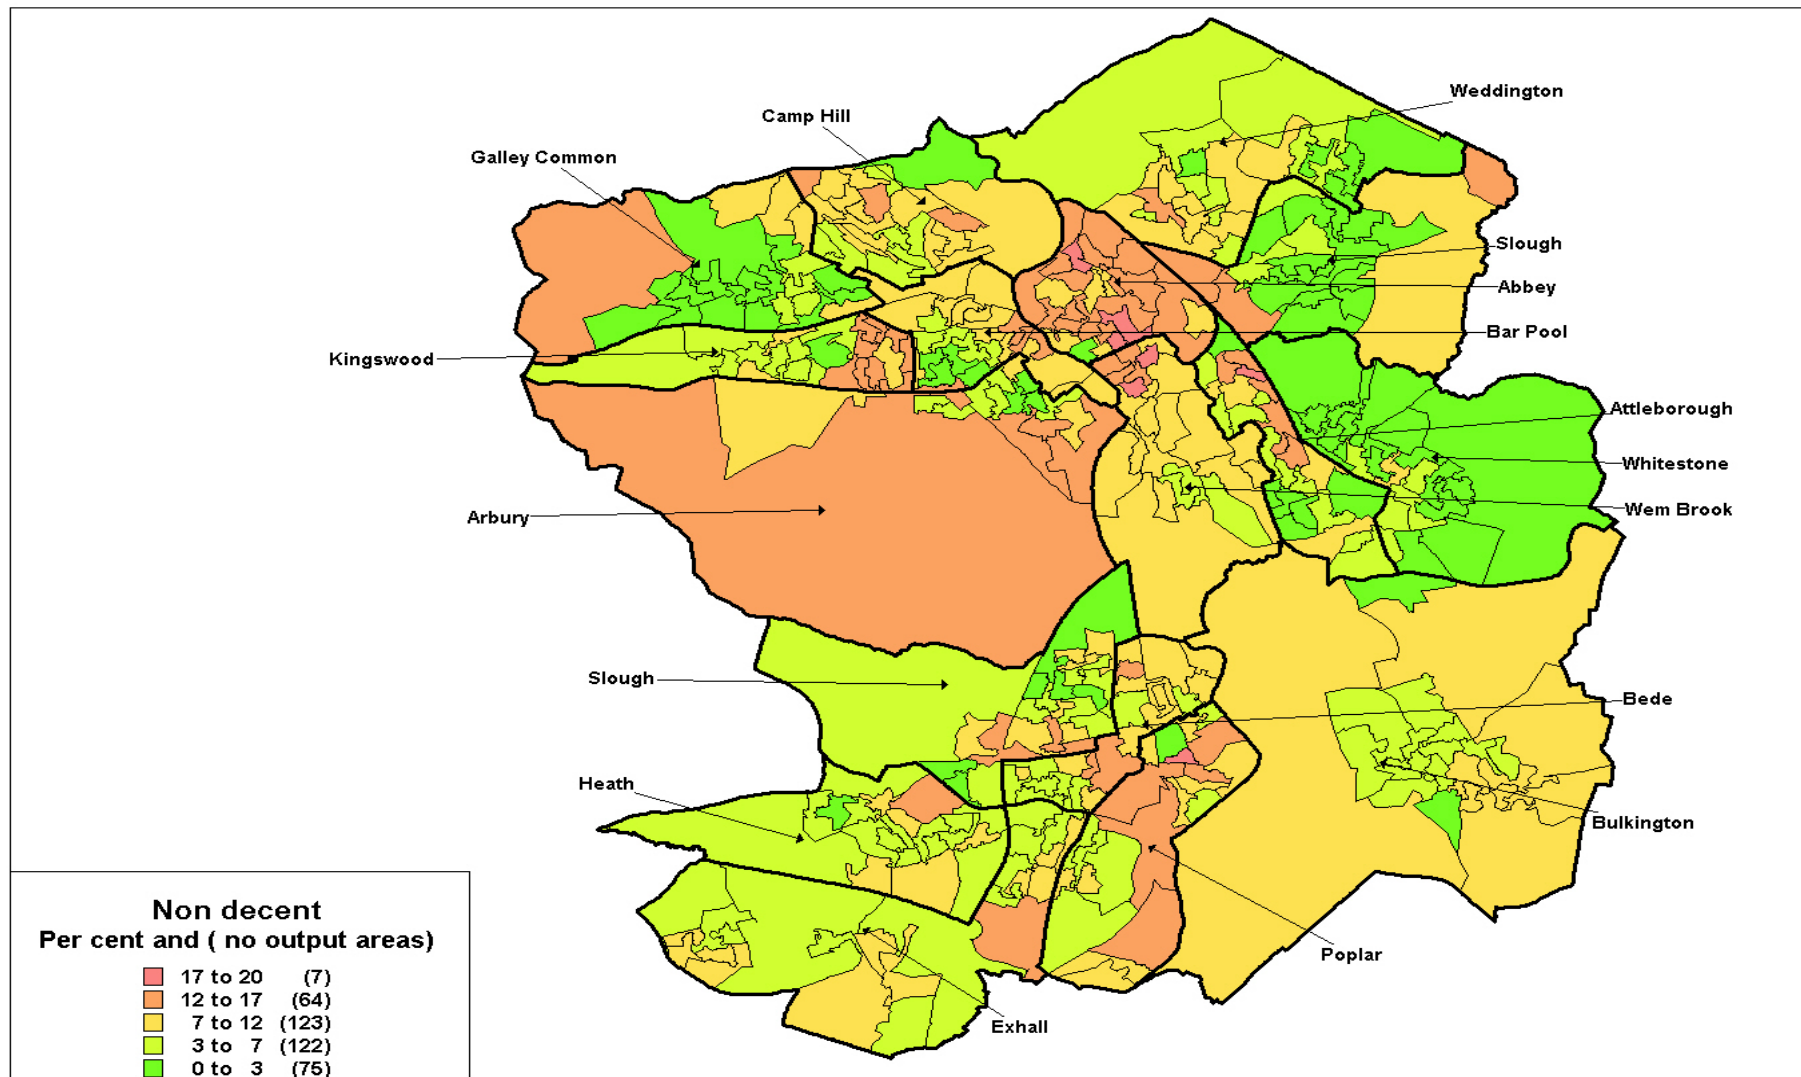 Weddington
Camp Hill
Galley Common
Slough
Abbey
Bar Pool
Kingswood
Attleborough
Whitestone
Wem Brook
Arbury
Slough
Bede
Heath
Bulkington
Poplar
Exhall
Non decent
Per cent and ( no output areas)
17 to 20 (7)
12 to 17 (64)
7 to 12 (123)
3 to 7 (122)
0 to 3 (75)